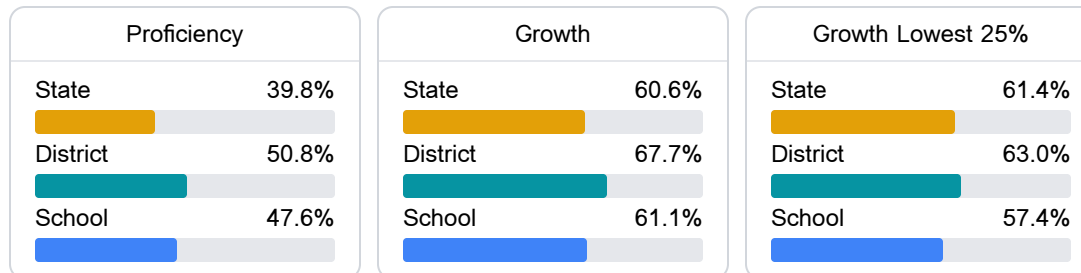 Proficiency
State 39.8%
District 50.8%
School 47.6%
Growth
State 60.6%
District 67.7%
School 61.1%
Growth Lowest 25%
State 61.4%
District 63.0%
School 57.4%